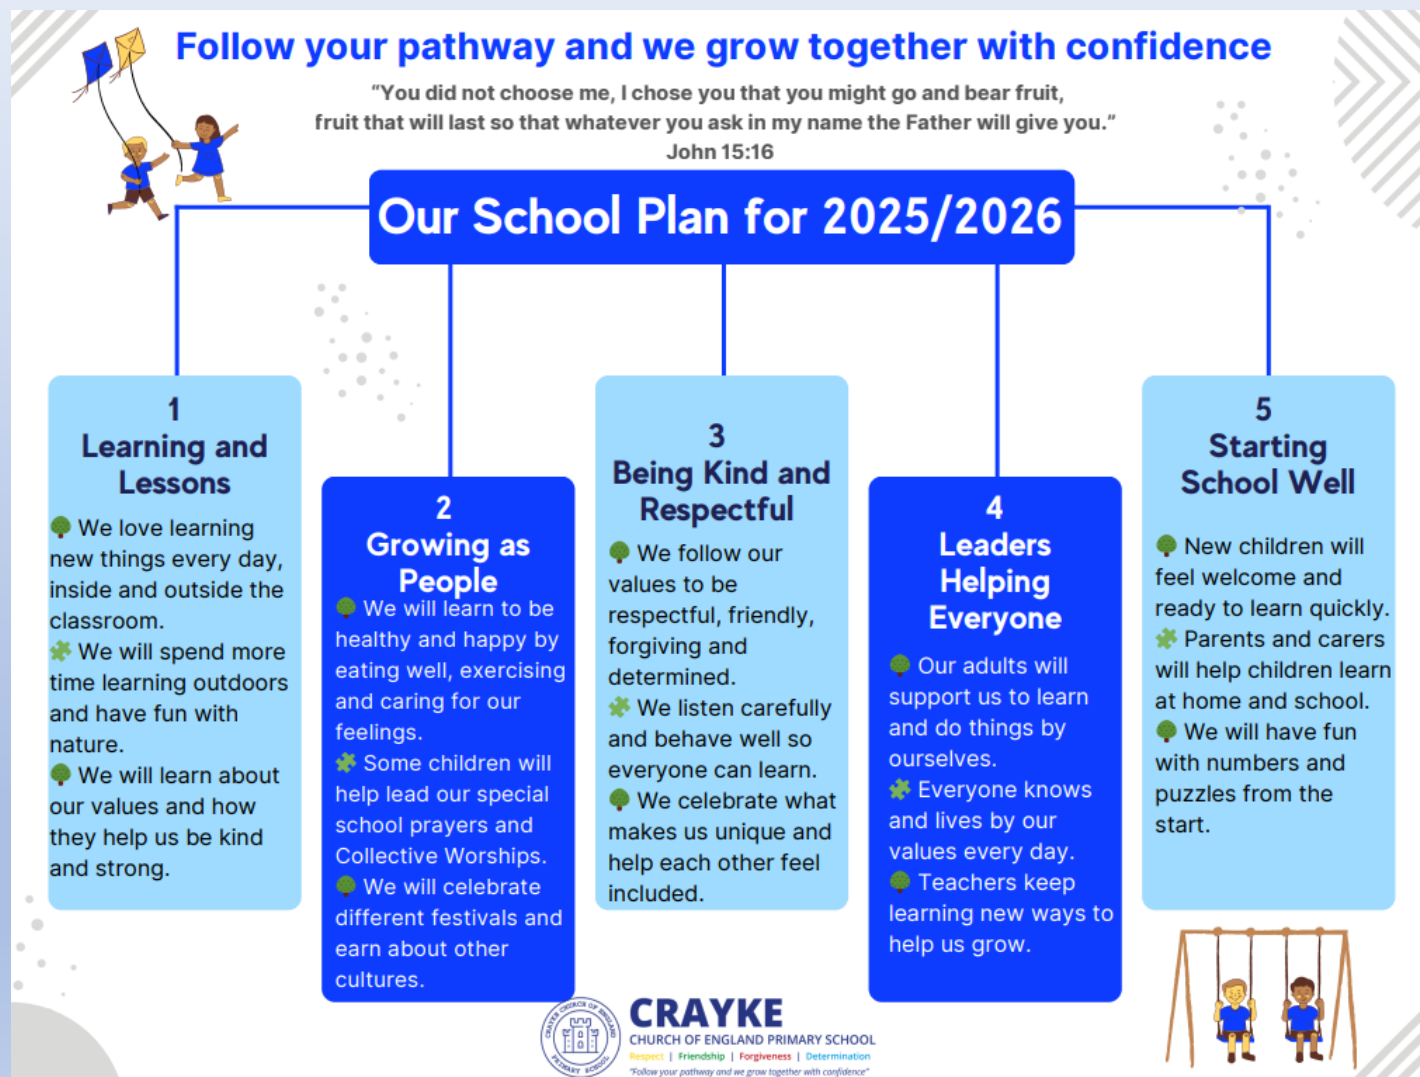 Follow your pathway and we grow together with confidence
“You did not choose me, I chose you that you might go and bear fruit,
fruit that will last so that whatever you ask in my name the Father will give you.”
John 15:16
Our School Plan for 2025/2026
1
Learning and
Lessons
We love learning
new things every day,
inside and outside the
classroom.
We will spend more
time learning outdoors
and have fun with
nature.
We will learn about
our values and how
they help us be kind
and strong.
2
Growing as
People
We will learn to be
healthy and happy by
eating well, exercising
and caring for our
feelings.
Some children will
help lead our special
school prayers and
Collective Worships.
We will celebrate
different festivals and
earn about other
cultures.
3
Being Kind and
Respectful
We follow our
values to be
respectful, friendly,
forgiving and
determined.
We listen carefully
and behave well so
everyone can learn.
We celebrate what
makes us unique and
help each other feel
included.
4
Leaders
Helping
Everyone
Our adults will
support us to learn
and do things by
ourselves.
Everyone knows
and lives by our
values every day.
Teachers keep
learning new ways to
help us grow.
5
Starting
School Well
New children will
feel welcome and
ready to learn quickly.
Parents and carers
will help children learn
at home and school.
We will have fun
with numbers and
puzzles from the
start.
CRAYKE CHURCH OF ENGLAND
PRIMARY SCHOOL
CRAYKE
CHURCH OF ENGLAND PRIMARY SCHOOL
Respect | Friendship | Forgiveness | Determination
"Follow your pathway and we grow together with confidence"